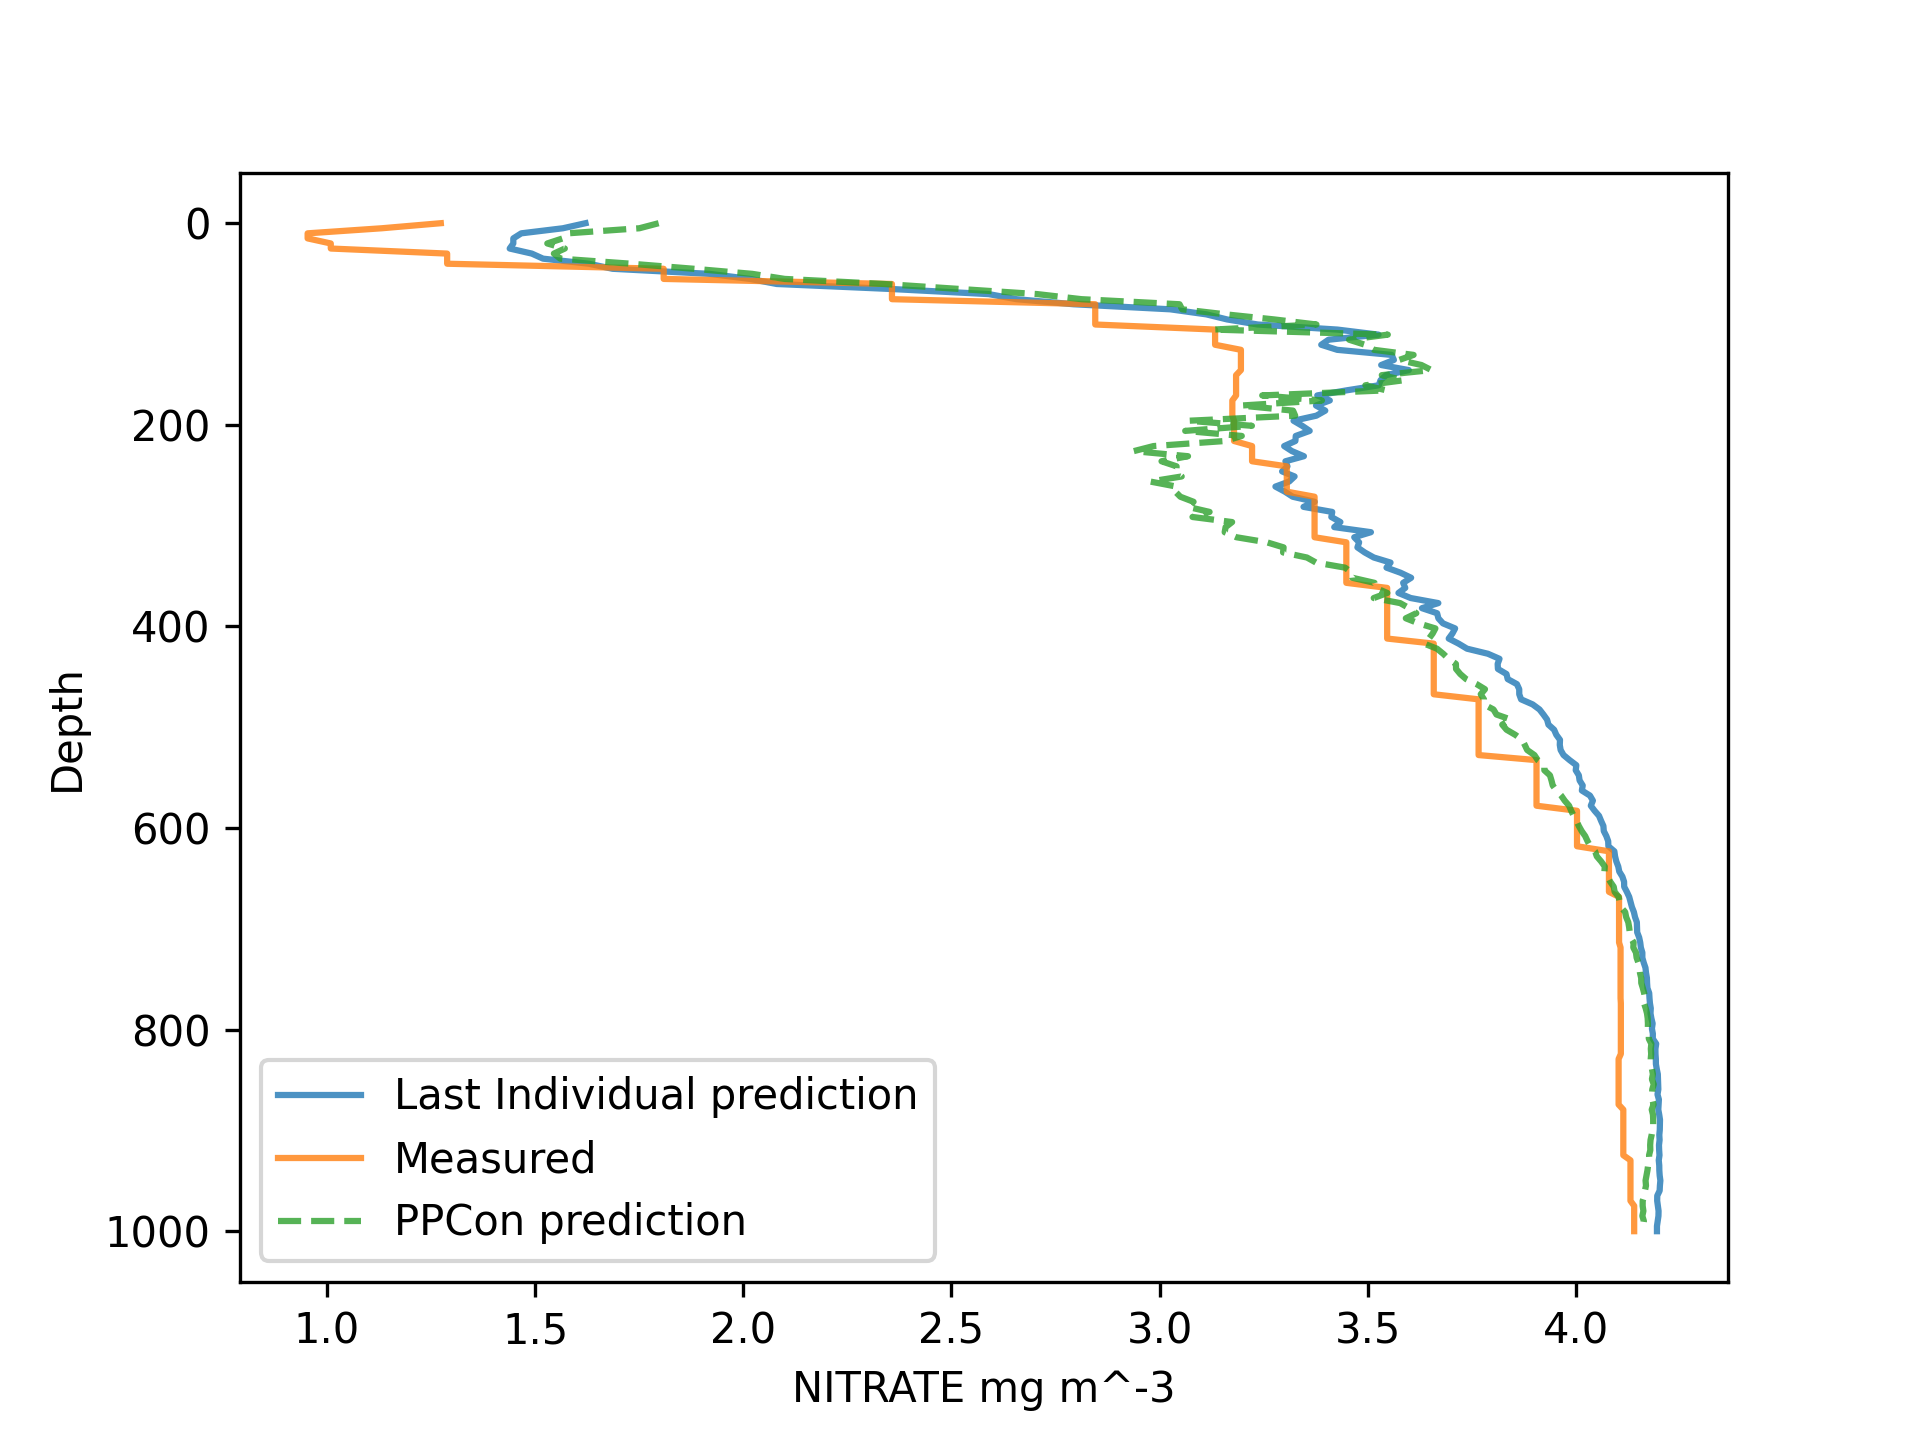 0
200
400
600
800
1000
Depth
Last Individual prediction
Measured
PPCon prediction
1.0 1.5 2.0 2.5 3.0 3.5 4.0
NITRATE mg m^-3